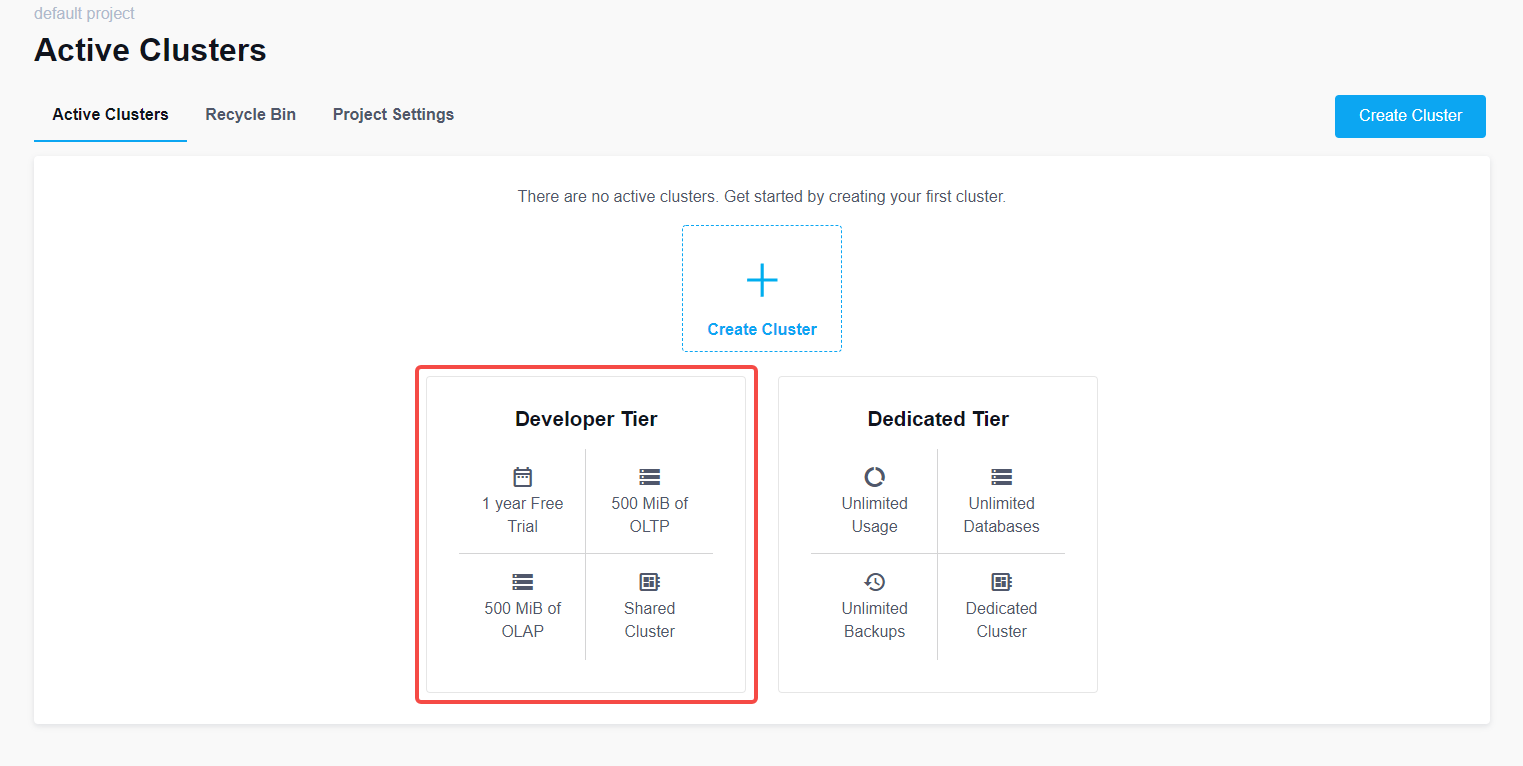 default project
Active Clusters
Active Clusters
Recycle Bin
Project Settings
Create Cluster
There are no active clusters. Get started by creating your first cluster.
Create Cluster
Developer Tier
1 year Free
Trial
500 MiB of
OLTP
500 MiB of
OLAP
Shared
Cluster
Dedicated Tier
Unlimited
Usage
Unlimited
Databases
Unlimited
Backups
Dedicated
Cluster